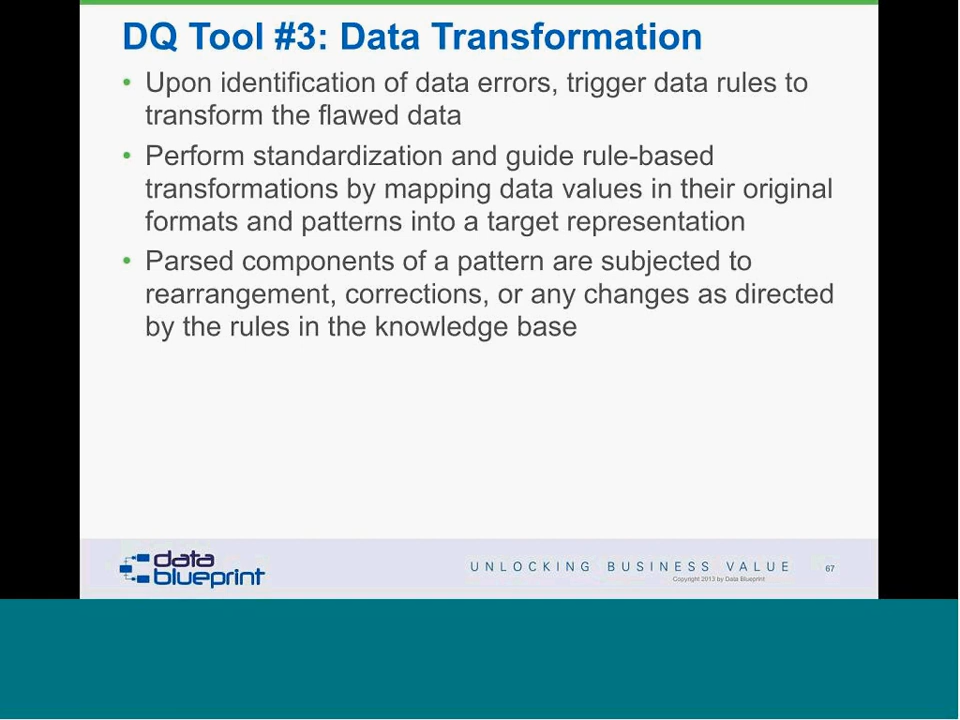 DQ Tool #3: Data Transformation
• Upon identification of data errors, trigger data rules to
transform the flawed data
• Perform standardization and guide rule-based
transformations by mapping data values in their original
formats and patterns into a target representation
• Parsed components of a pattern are subjected to
rearrangement, corrections, or any changes as directed
by the rules in the knowledge base
data
blueprint
UNLOCKING BUSINESS VALUE
67
Copyright 2013 by Data Blueprint